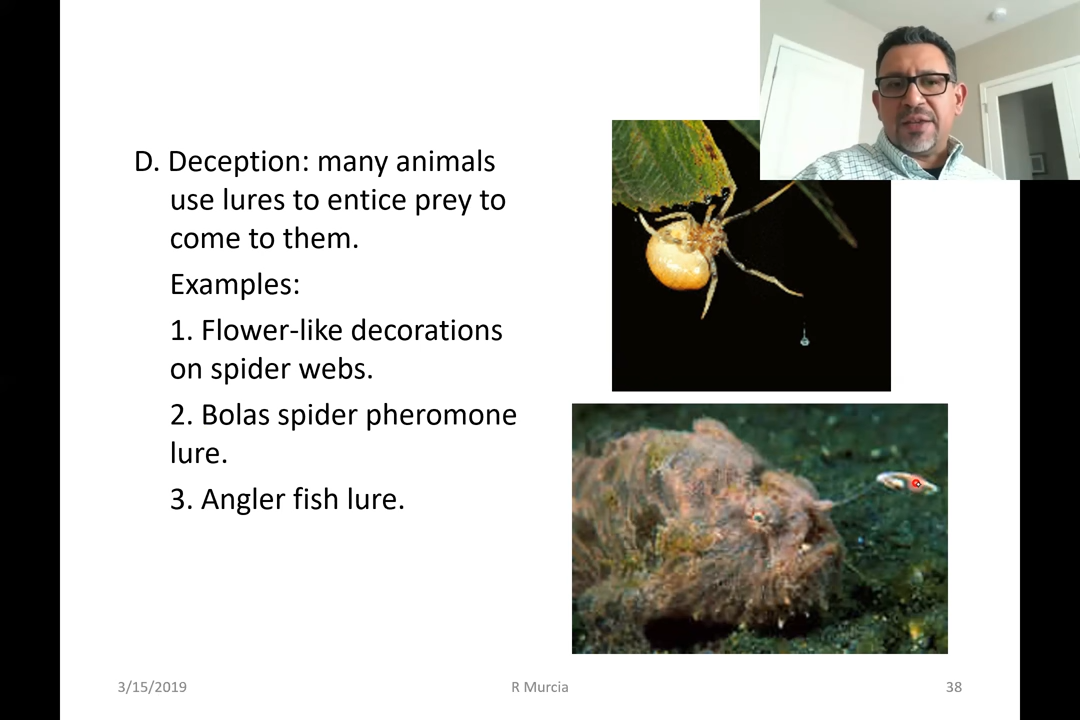 D. Deception: many animals
use lures to entice prey to
come to them.
Examples:
1. Flower-like decorations
on spider webs.
2. Bolas spider pheromone
lure.
3. Angler fish lure.
3/15/2019
R Murcia
38